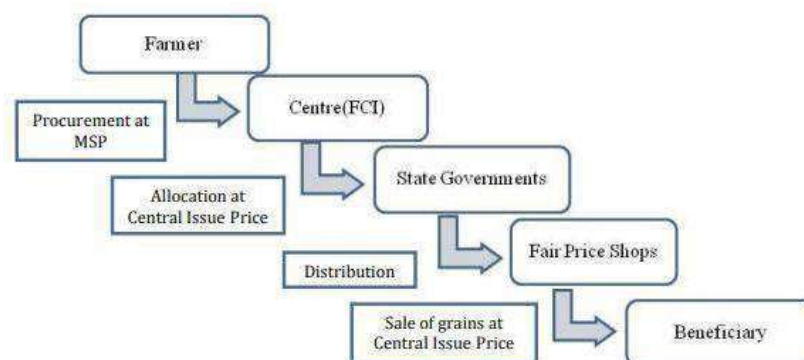 Farmer
Procurement at
MSP
Centre(FCI)
Allocation at
Central Issue Price
State Governments
Distribution
Fair Price Shops
Sale of grains at
Central Issue Price
Beneficiary